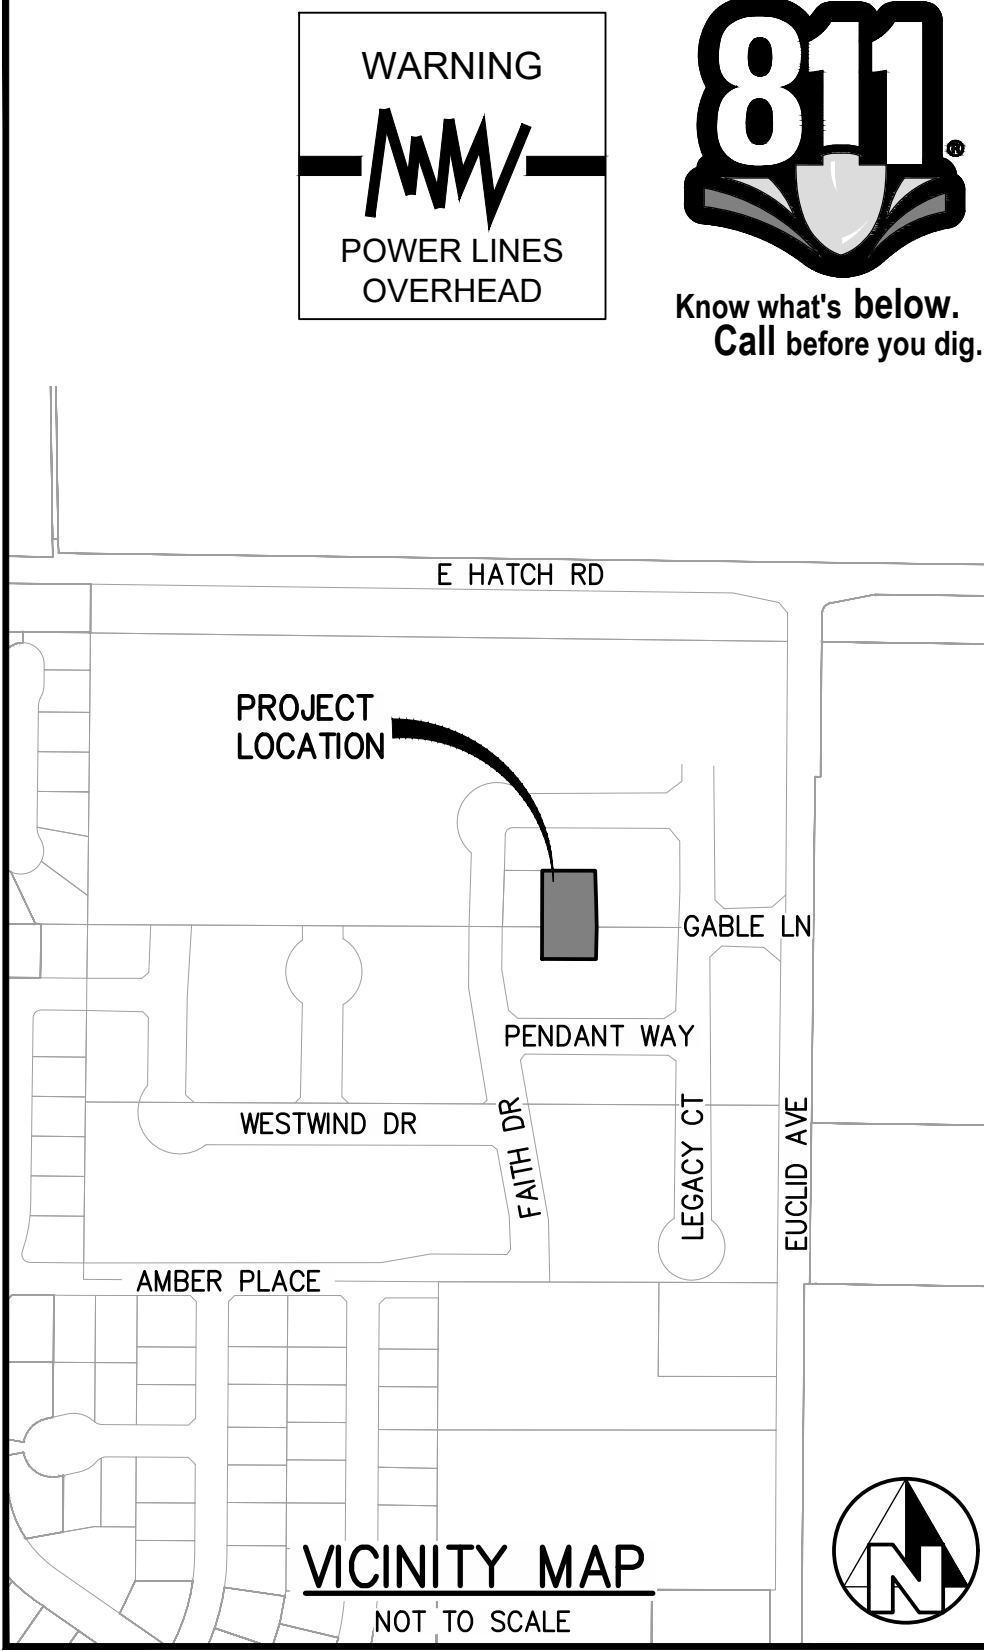 WARNING
POWER LINES
OVERHEAD
811®
Know what's below.
Call before you dig.
E HATCH RD
PROJECT
LOCATION
GABLE LN
PENDANT WAY
WESTWIND DR
FAITH DR
LEGACY CT
EUCLID AVE
AMBER PLACE
VICINITY MAP
NOT TO SCALE
N